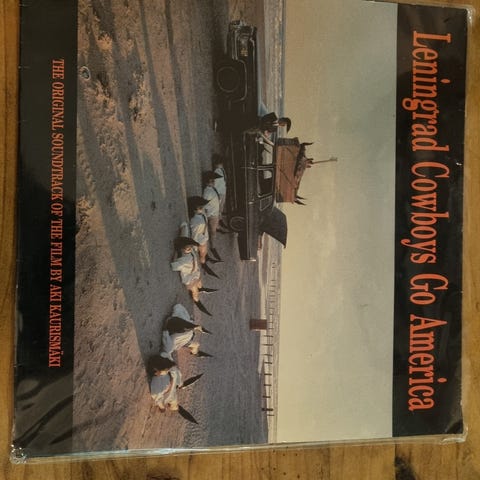 Leningrad Cowboys Go America
THE ORIGINAL SOUNDTRACK OF THE FILM BY AKI KAURISMÄKI